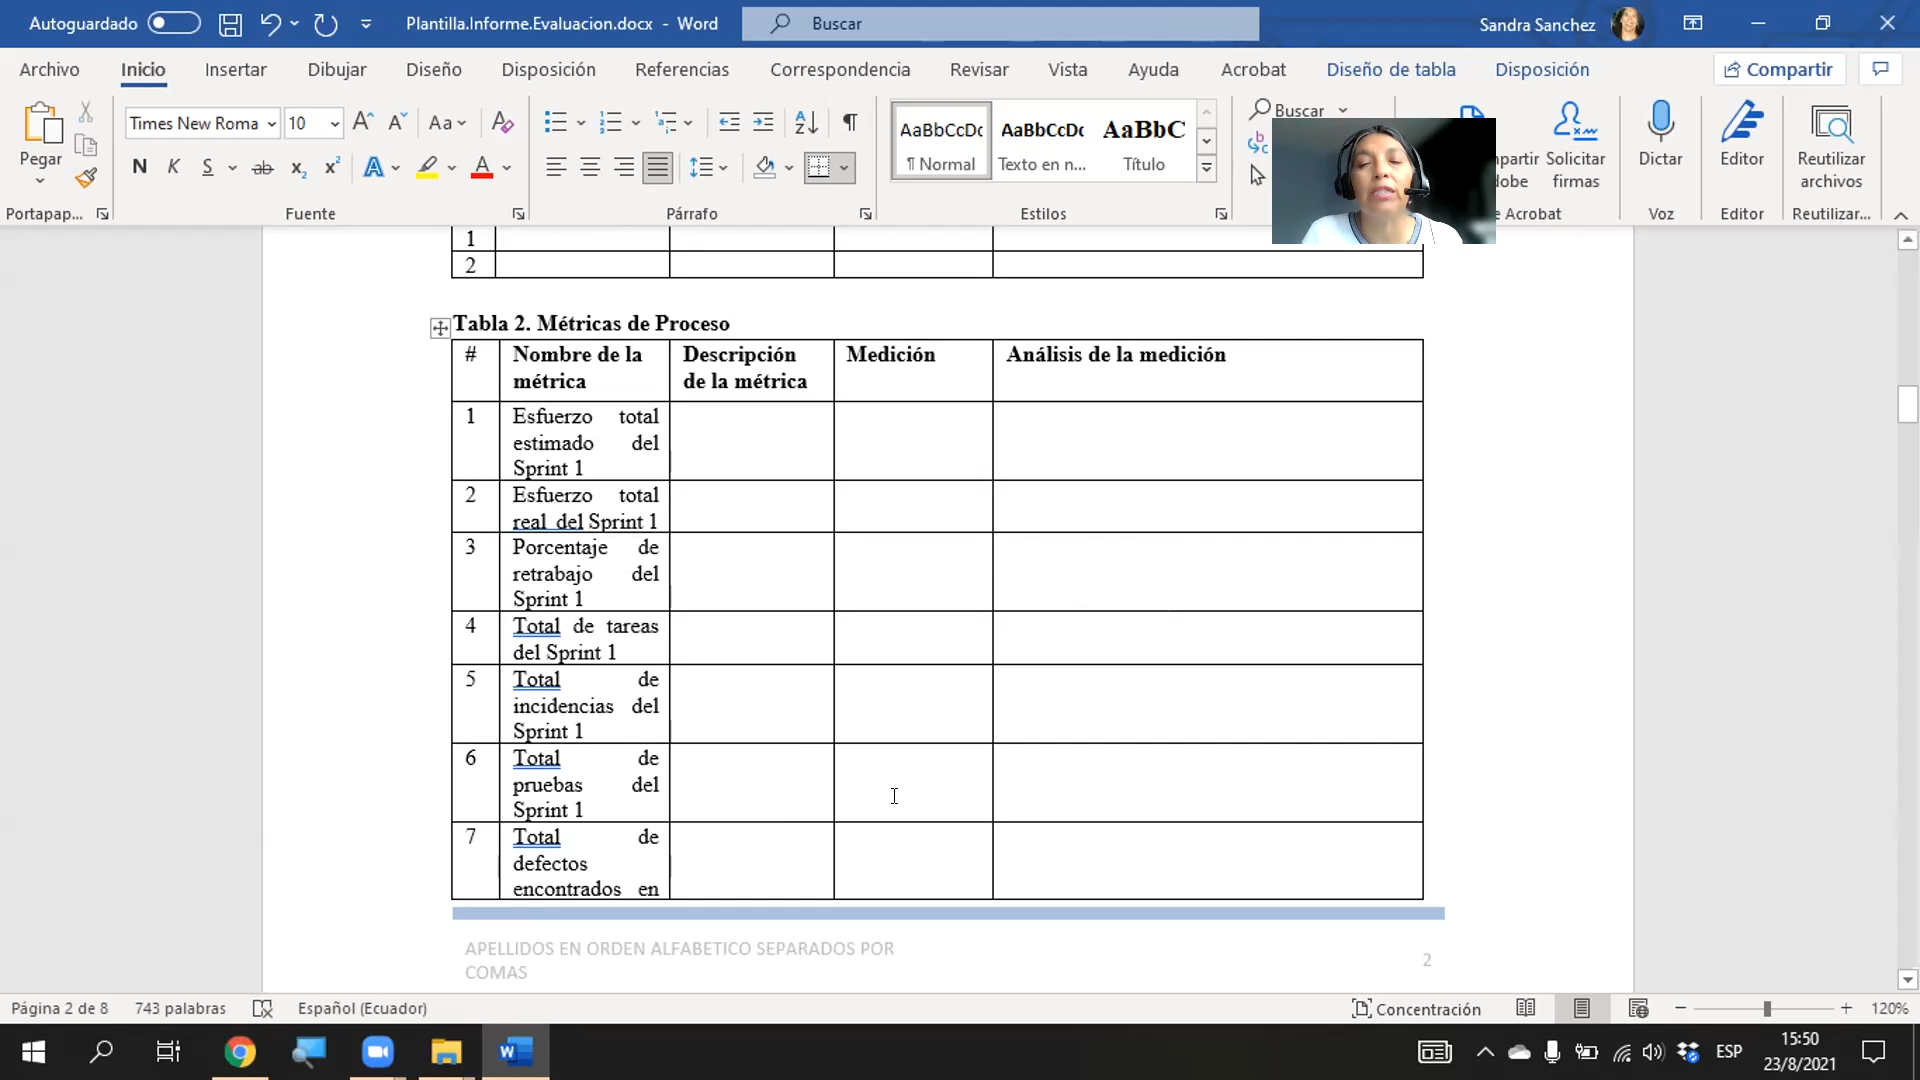 Autoguardado
Plantilla.Informe.Evaluacion.docx - Word
Buscar
Sandra Sanchez
Archivo Inicio Insertar Dibujar Diseño Disposición Referencias Correspondencia Revisar Vista Ayuda Acrobat Diseño de tabla Disposición Compartir
Times New Roma 10 Aa AaBbCcDc AaBbCcDc AaBbC Buscar
Pegar N K S ab x₂ x² A A ¶ Normal Texto en n... Título
mpartir Solicitar Dictar Editor Reutilizar
dobe firmas archivos
Portapap... Fuente Párrafo Estilos e Acrobat Voz Editor Reutilizar...
1
2
Tabla 2. Métricas de Proceso
# Nombre de la métrica Descripción de la métrica Medición Análisis de la medición
1 Esfuerzo total
estimado del
Sprint 1
2 Esfuerzo total
real del Sprint 1
3 Porcentaje de
retrabajo del
Sprint 1
4 Total de tareas
del Sprint 1
5 Total de
incidencias del
Sprint 1
6 Total de
pruebas del
Sprint 1
7 Total de
defectos
encontrados en
APELLIDOS EN ORDEN ALFABETICO SEPARADOS POR
COMAS
2
Página 2 de 8 743 palabras Español (Ecuador) Concentración 120%
ESP
15:50
23/8/2021